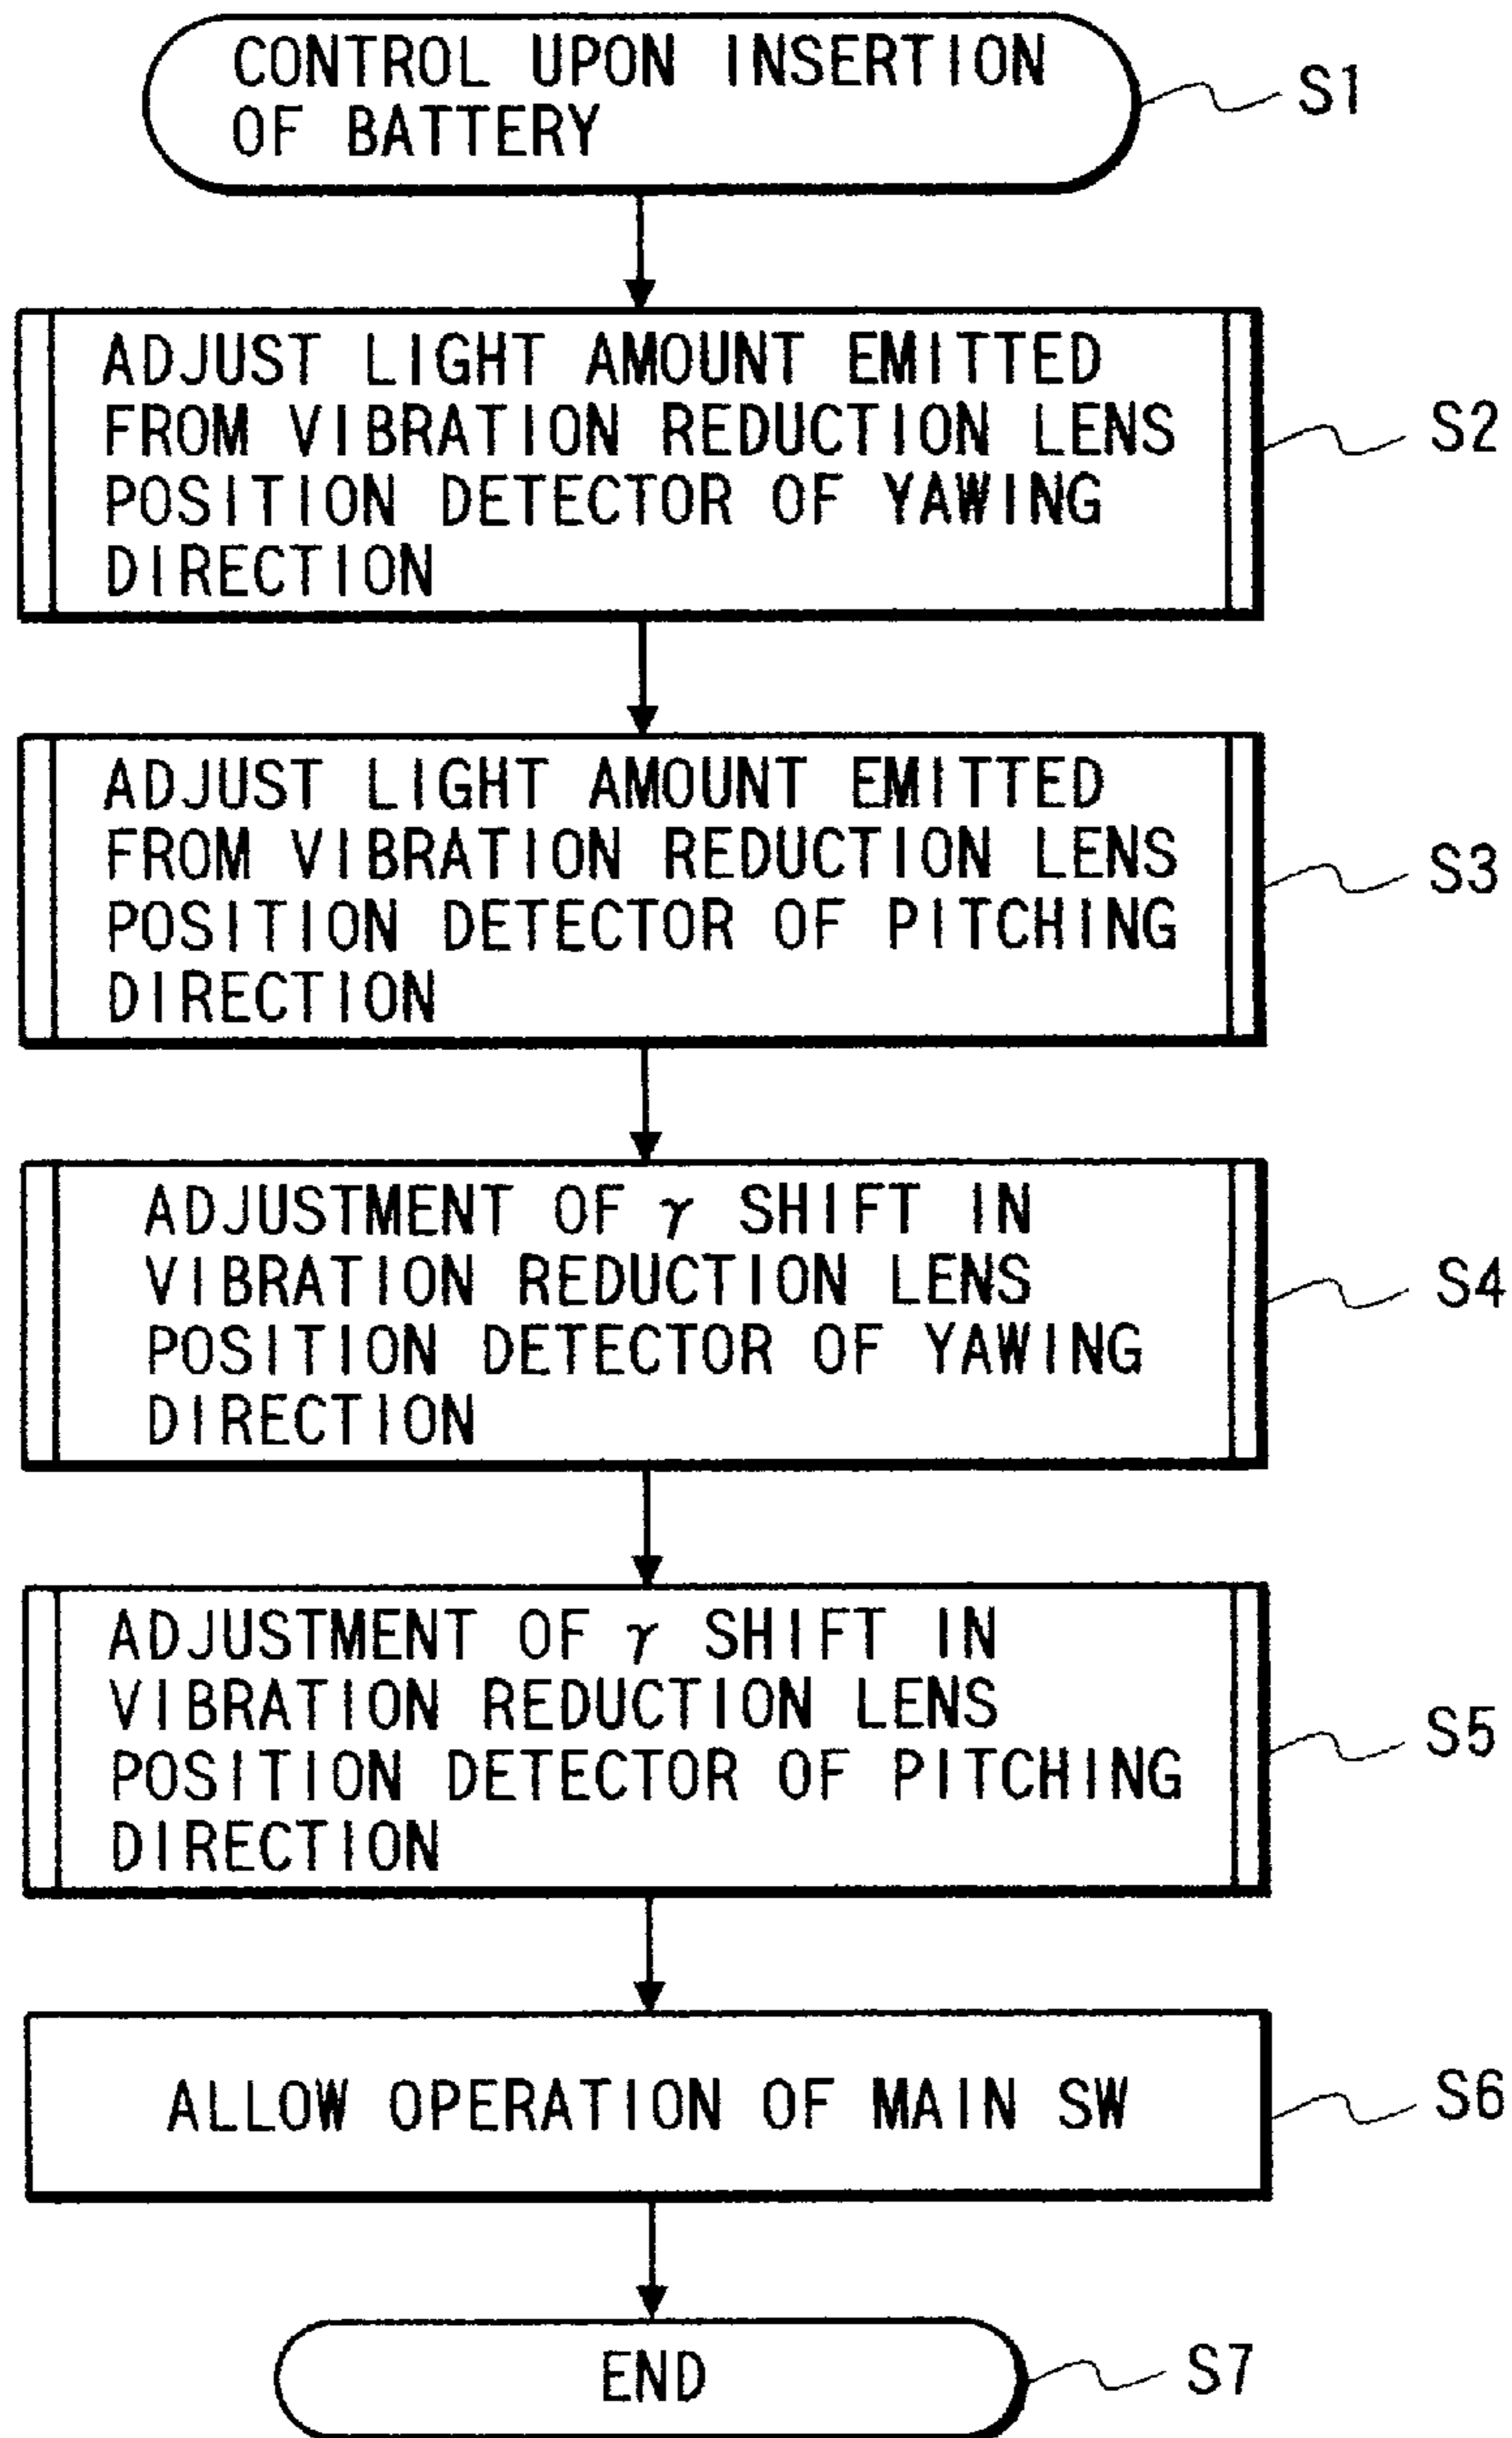 CONTROL UPON INSERTION
OF BATTERY
S1
ADJUST LIGHT AMOUNT EMITTED
FROM VIBRATION REDUCTION LENS
POSITION DETECTOR OF YAWING
DIRECTION
S2
ADJUST LIGHT AMOUNT EMITTED
FROM VIBRATION REDUCTION LENS
POSITION DETECTOR OF PITCHING
DIRECTION
S3
ADJUSTMENT OF γ SHIFT IN
VIBRATION REDUCTION LENS
POSITION DETECTOR OF YAWING
DIRECTION
S4
ADJUSTMENT OF γ SHIFT IN
VIBRATION REDUCTION LENS
POSITION DETECTOR OF PITCHING
DIRECTION
S5
ALLOW OPERATION OF MAIN SW
S6
END
S7